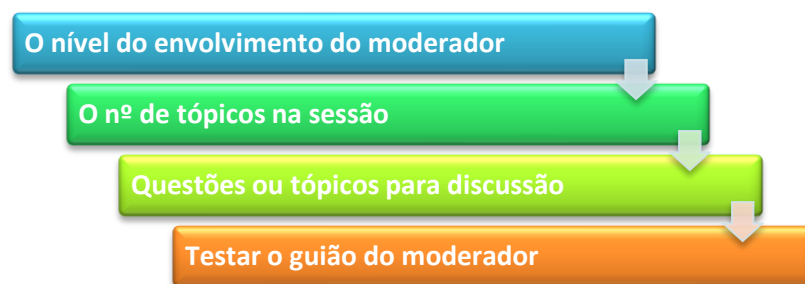 O nível do envolvimento do moderador
O nº de tópicos na sessão
Questões ou tópicos para discussão
Testar o guião do moderador